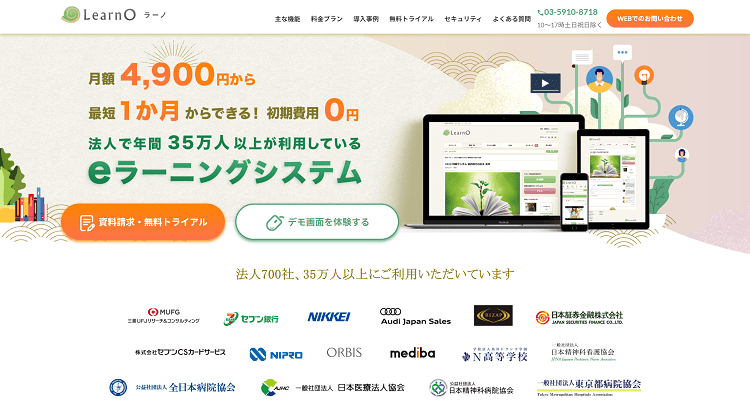 LearnO ラーノ
主な機能 料金プラン 導入事例 無料トライアル セキュリティ よくある質問
03-5910-8718
10〜17時土日祝日除く
WEBでのお問い合わせ
月額 4,900円から
最短 1か月 からできる! 初期費用 0円
法人で年間 35万人以上が利用している
eラーニングシステム
LearnO
資料請求・無料トライアル
デモ画面を体験する
法人700社、35万人以上にご利用いただいています
MUFG
三菱UFJリサーチ&コンサルティング
セブン銀行
NIKKEI
Audi Japan Sales
RIZAP
日本証券金融株式会社
JAPAN SECURITIES FINANCE CO.,LTD.
株式会社セブンCSカードサービス
NIPRO
ORBIS
mediba
N高等学校
一般社団法人
日本精神科看護協会
公益社団法人 全日本病院協会
AJHC 一般社団法人 日本医療法人協会
公益社団法人
日本精神科病院協会
一般社団法人 東京都病院協会
Tokyo Metropolitan Hospitals Association